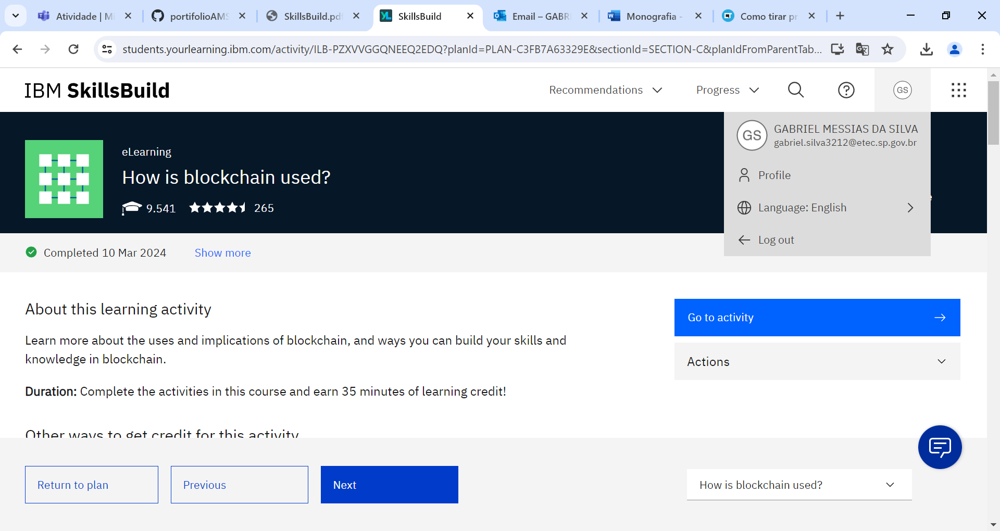 Atividade | Mi
portifolioAMS
SkillsBuild.pdf
SkillsBuild
Email – GABRI
Monografia -
Como tirar pr
students.yourlearning.ibm.com/activity/ILB-PZXVVGGQNEEQ2EDQ?planId=PLAN-C3FB7A63329E&sectionId=SECTION-C&planIdFromParentTab...
IBM SkillsBuild
Recommendations
Progress
GS
GS
GABRIEL MESSIAS DA SILVA
gabriel.silva3212@etec.sp.gov.br
Profile
Language: English
Log out
eLearning
How is blockchain used?
9.541
265
Completed 10 Mar 2024
Show more
About this learning activity
Learn more about the uses and implications of blockchain, and ways you can build your skills and
knowledge in blockchain.
Duration: Complete the activities in this course and earn 35 minutes of learning credit!
Other ways to get credit for this activity
Go to activity
Actions
Return to plan
Previous
Next
How is blockchain used?